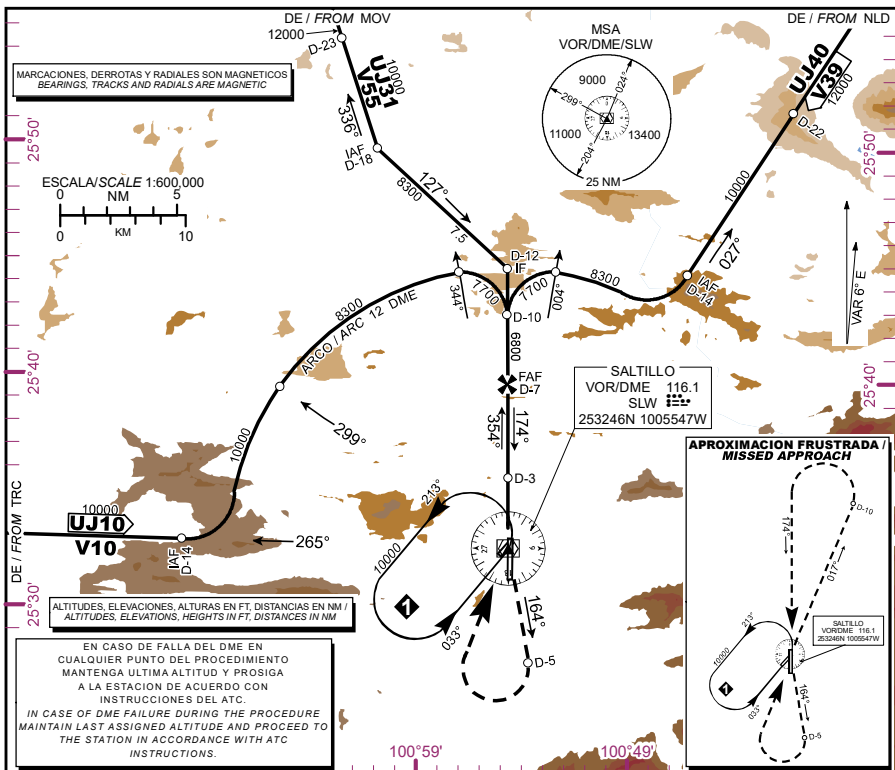 DE / FROM MOV
DE / FROM NLD
12000
D-23
MSA
VOR/DME/SLW
9000
024°
299°
11000
13400
204°
25 NM
MARCACIONES, DERROTAS Y RADIALES SON MAGNETICOS
BEARINGS, TRACKS AND RADIALS ARE MAGNETIC
10000
UJ31
V55
336°
UJ40
V39
12000
D-22
25°50'
25°50'
IAF
D-18
ESCALA/SCALE 1:600,000
NM
0
5
0
10
KM
8300
127°
7.5
10000
027°
VAR 6° E
D-12
IF
IAF
D-14
8300
8300
ARCO / ARC 12 DME
344°
7700
7700
004°
D-10
6800
25°40'
25°40'
FAF
D-7
SALTILLO
VOR/DME 116.1
SLW
253246N 1005547W
299°
10000
354°
174°
D-3
APROXIMACION FRUSTRADA /
MISSED APPROACH
D-10
174°
017°
SALTILLO
VOR/DME 116.1
253246N 1005547W
213°
10000
1
033°
164°
D-5
DE / FROM TRC
10000
UJ10
V10
IAF
D-14
265°
213°
10000
1
033°
27
9
18
164°
D-5
25°30'
25°30'
ALTITUDES, ELEVACIONES, ALTURAS EN FT, DISTANCIAS EN NM /
ALTITUDES, ELEVATIONS, HEIGHTS IN FT, DISTANCES IN NM
EN CASO DE FALLA DEL DME EN
CUALQUIER PUNTO DEL PROCEDIMIENTO
MANTENGA ULTIMA ALTITUD Y PROSIGA
A LA ESTACION DE ACUERDO CON
INSTRUCCIONES DEL ATC.
IN CASE OF DME FAILURE DURING THE PROCEDURE
MAINTAIN LAST ASSIGNED ALTITUDE AND PROCEED TO
THE STATION IN ACCORDANCE WITH ATC
INSTRUCTIONS.
100°59'
100°49'